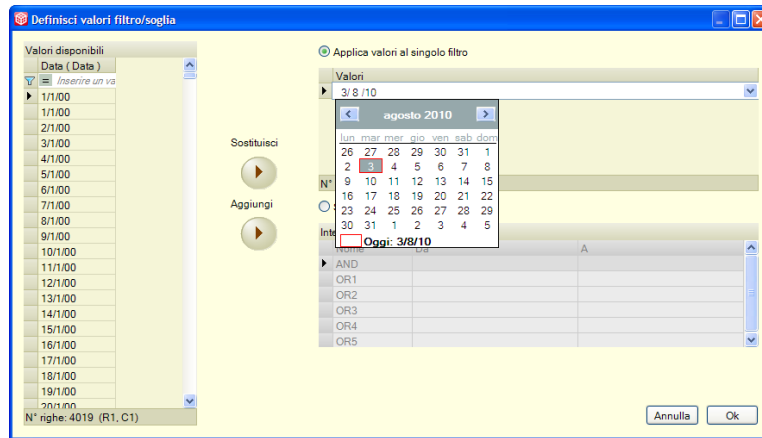 Definisci valori filtro/soglia
Valori disponibili
Data ( Data )
= Inserire un va
1/1/00
1/1/00
2/1/00
3/1/00
4/1/00
5/1/00
6/1/00
7/1/00
8/1/00
9/1/00
10/1/00
11/1/00
12/1/00
13/1/00
14/1/00
15/1/00
16/1/00
17/1/00
18/1/00
19/1/00
20/1/00
N° righe: 4019 (R1, C1)
Sostituisci
Aggiungi
Applica valori al singolo filtro
Valori
3/ 8 /10
agosto 2010
lun mar mer gio ven sab dom
26 27 28 29 30 31 1
2 3 4 5 6 7 8
9 10 11 12 13 14 15
16 17 18 19 20 21 22
23 24 25 26 27 28 29
30 31 1 2 3 4 5
Oggi: 3/8/10
N°
S
Inte
Nome Da A
AND
OR1
OR2
OR3
OR4
OR5
Annulla Ok